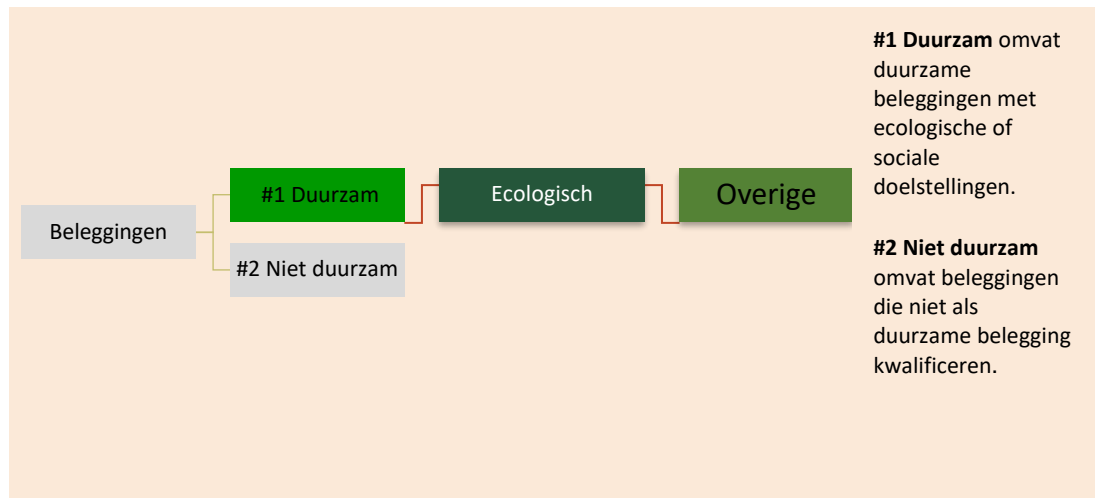 Beleggingen
#1 Duurzam
#2 Niet duurzam
Ecologisch
Overige
#1 Duurzam omvat
duurzame
beleggingen met
ecologische of
sociale
doelstellingen.
#2 Niet duurzam
omvat beleggingen
die niet als
duurzame belegging
kwalificeren.